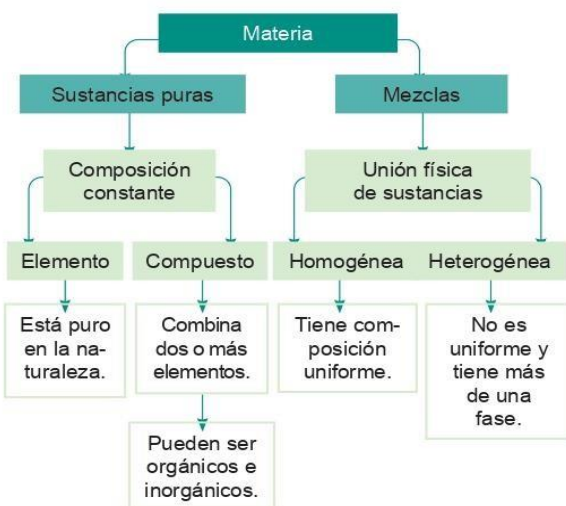 Materia
Sustancias puras
Mezclas
Composición
constante
Unión física
de sustancias
Elemento
Compuesto
Homogénea
Heterogénea
Está puro
en la na-
turaleza.
Combina
dos o más
elementos.
Tiene com-
posición
uniforme.
No es
uniforme y
tiene más
de una
fase.
Pueden ser
orgánicos e
inorgánicos.